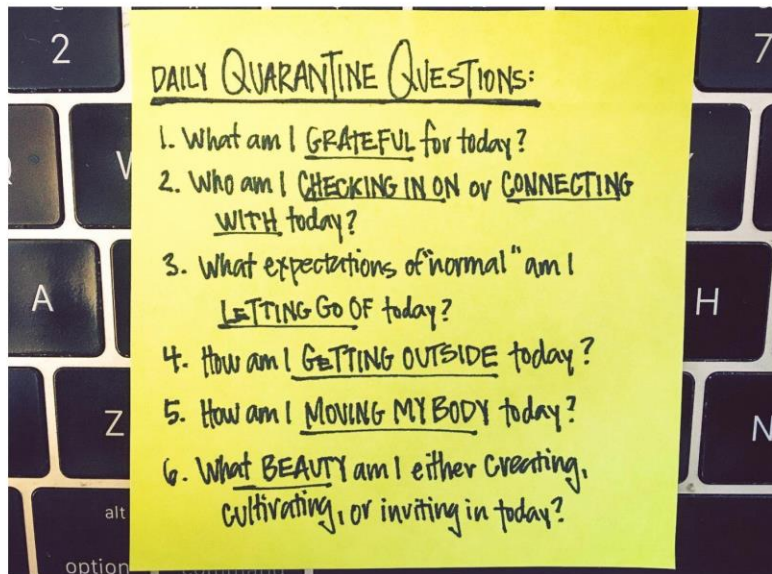 DAILY QUARANTINE QUESTIONS:
1. What am I GRATEFUL for today?
2. Who am I CHECKING IN ON or CONNECTING
WITH today?
3. What expectations of "normal" am I
LETTING GO OF today?
4. How am I GETTING OUTSIDE today?
5. How am I MOVING MY BODY today?
6. What BEAUTY am I either creating,
cultivating, or inviting in today?
2
7
A
H
Z
N
alt
option
command